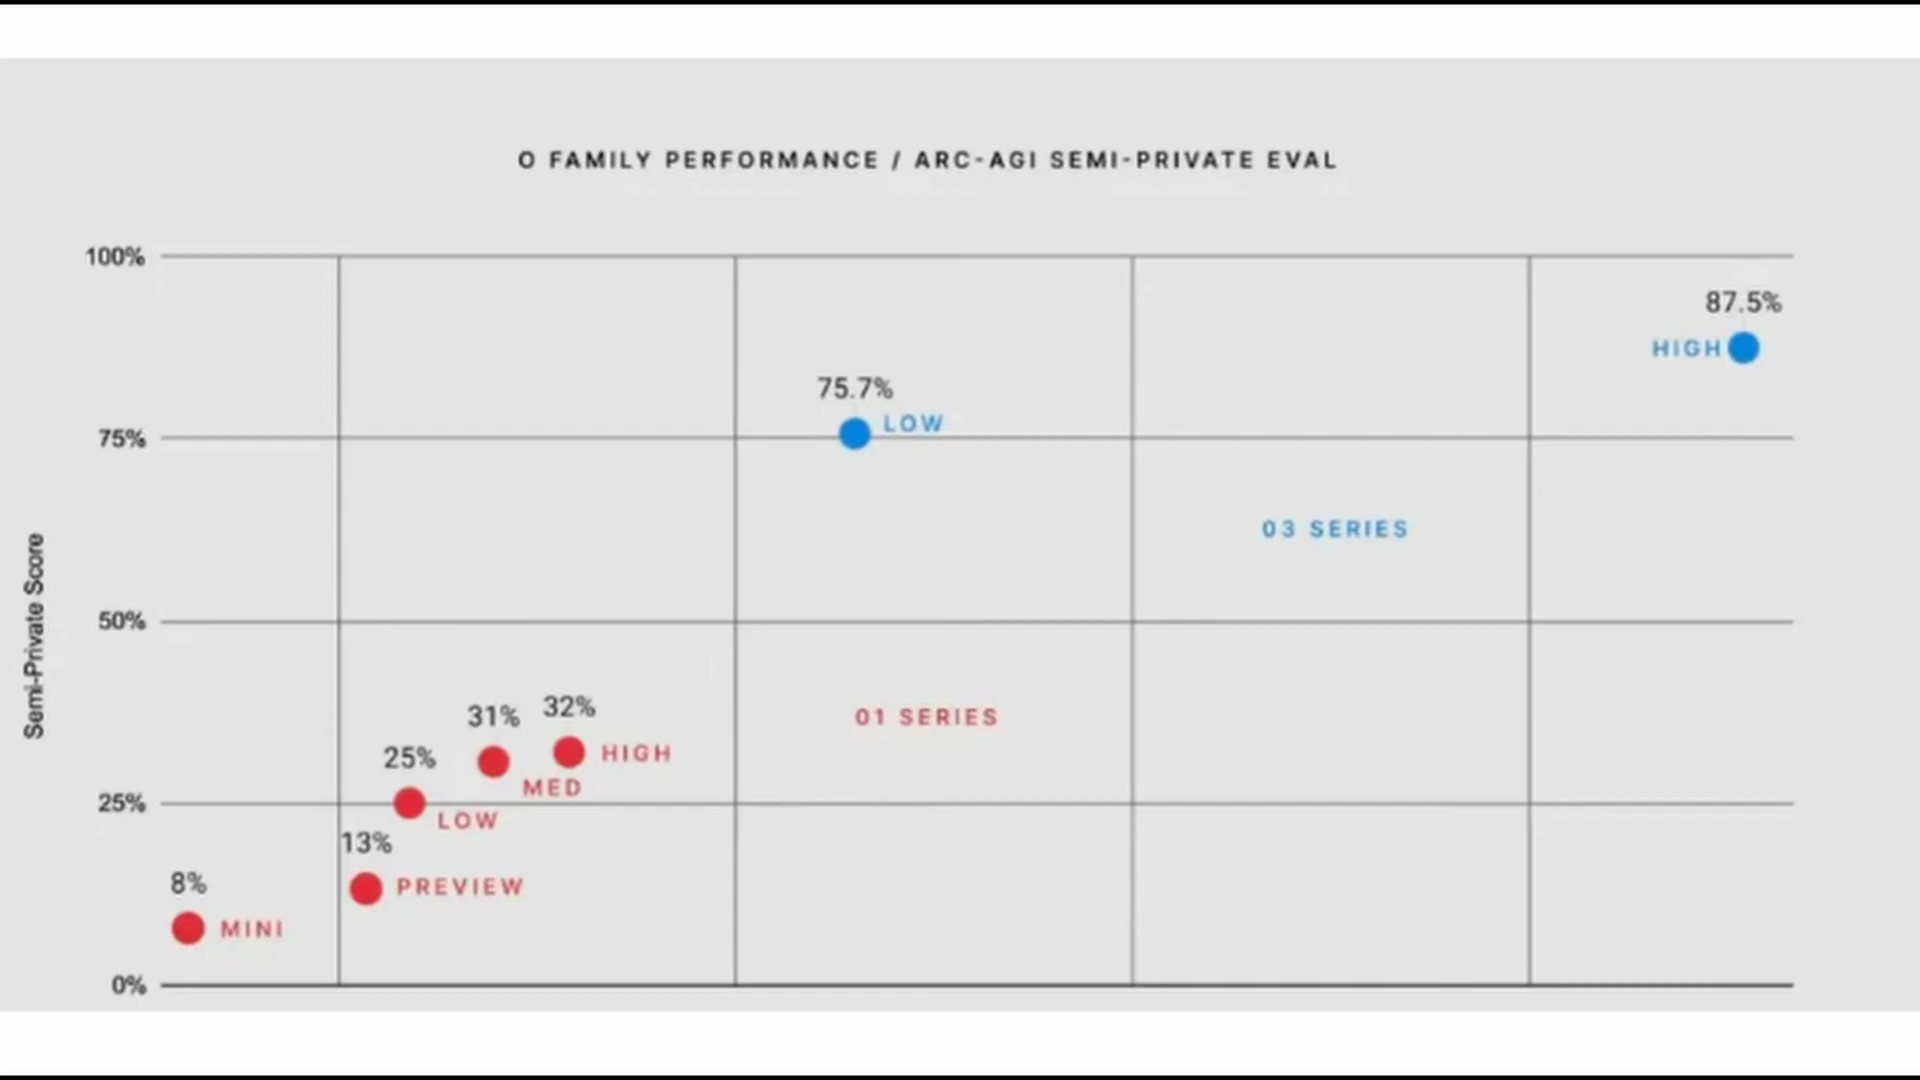 O FAMILY PERFORMANCE / ARC-AGI SEMI-PRIVATE EVAL
100%
87.5%
HIGH
75.7%
LOW
75%
03 SERIES
Semi-Private Score
50%
32%
31%
01 SERIES
HIGH
25%
MED
25%
LOW
13%
8%
PREVIEW
MINI
0%